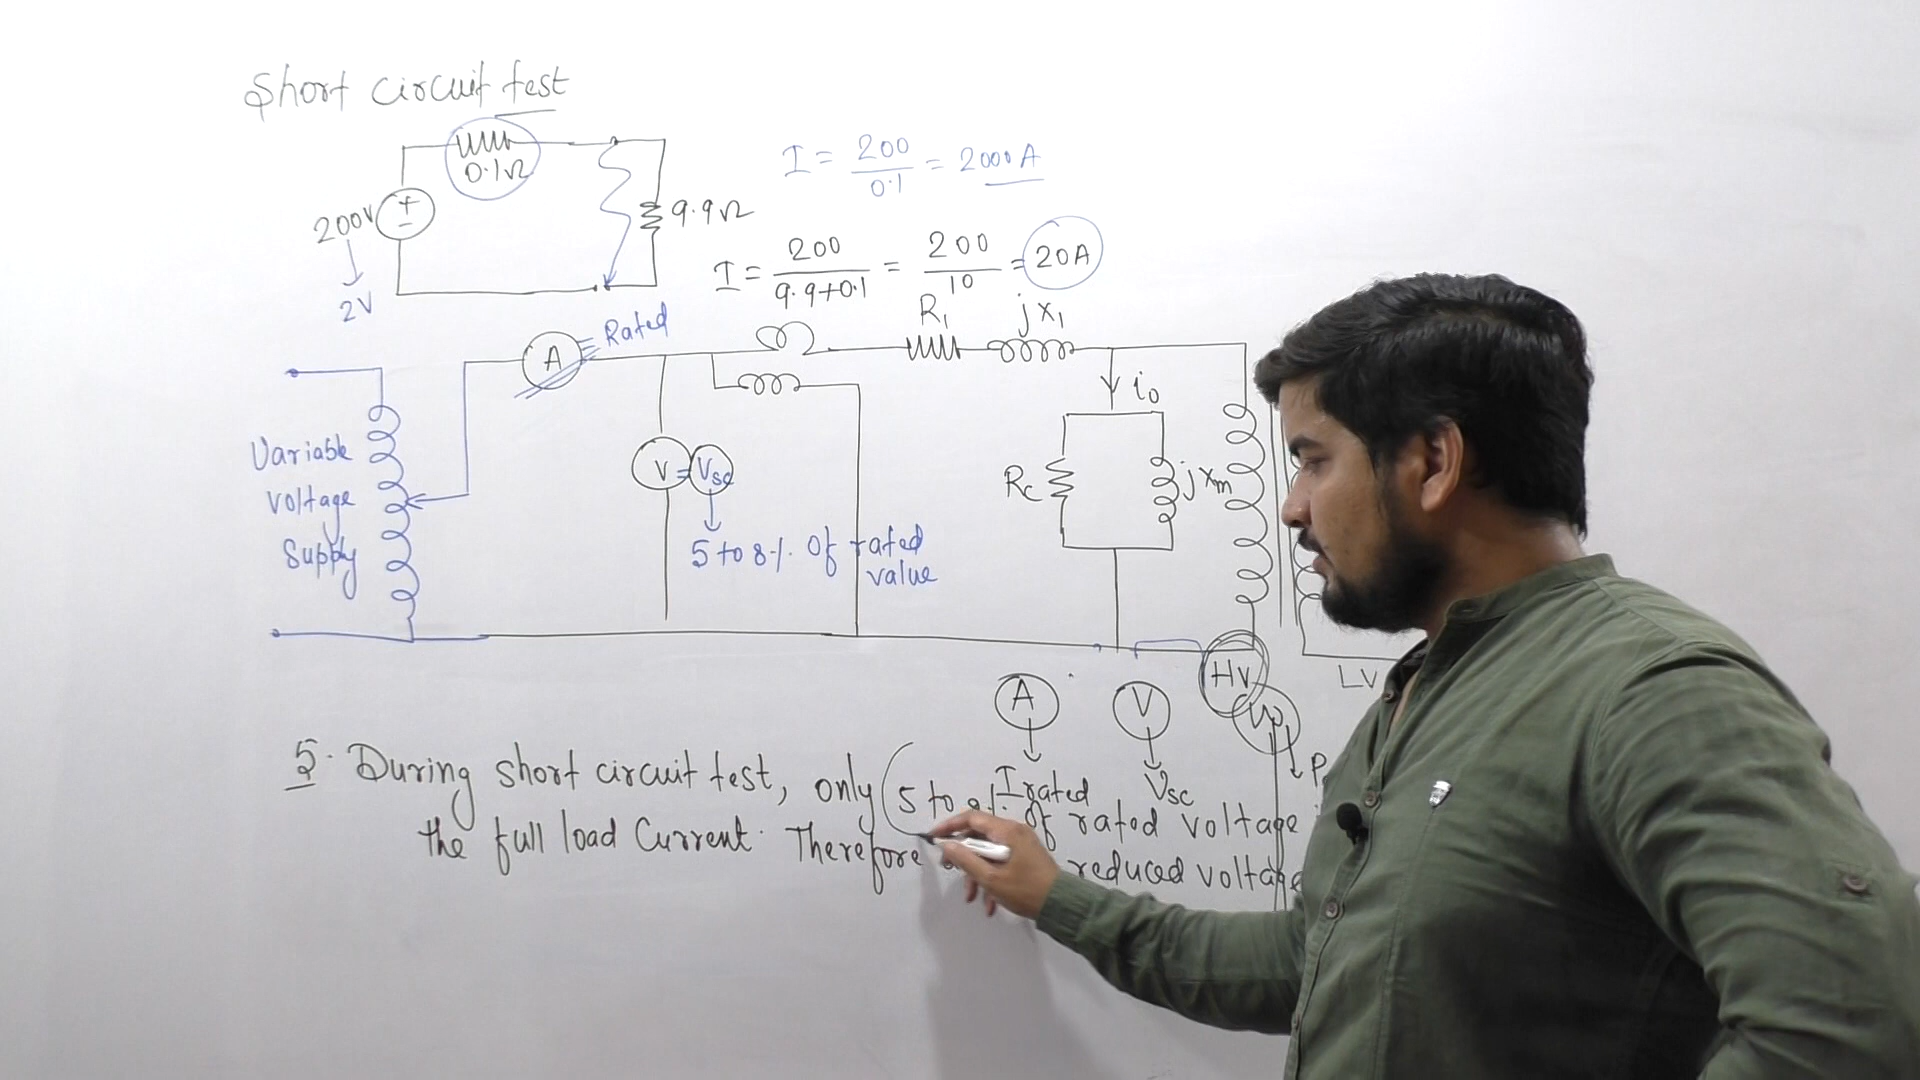 Short circuit test
0.1Ω
200V
+
-
2V
9.9Ω
I = 200/0.1 = 2000A
I = 200/9.9+0.1 = 200/10 = 20A
Rated
A
R1
jx1
i0
Variable
voltage
Supply
V = Vsc
5 to 8%. Of rated
value
Rc
jxm
HV
LV
A
V
W
Irated
Vsc
5. During short circuit test, only 5 to of rated voltage
the full load Current. Therefore reduced voltage